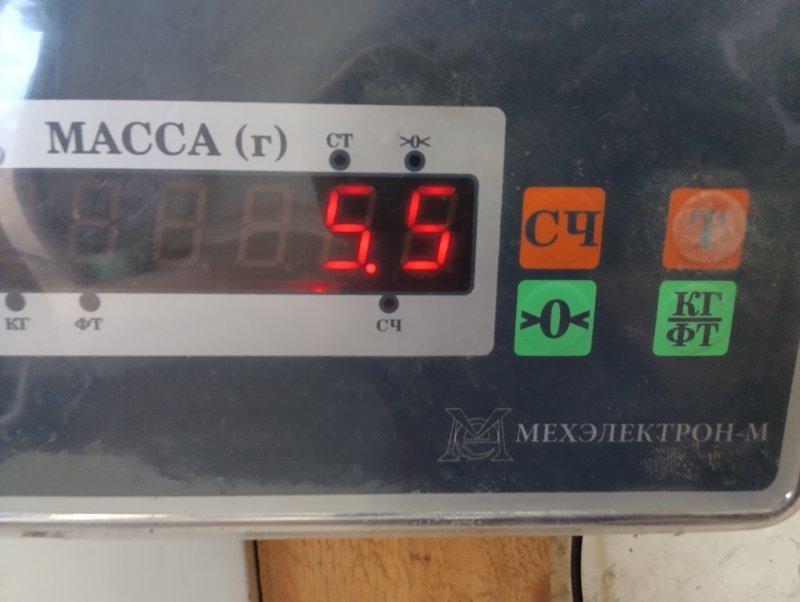 МАССА (г) СТ >0<
5.5
КГ ФТ СЧ
СЧ Т
>0< КГ
ФТ
МЕХЭЛЕКТРОН-М